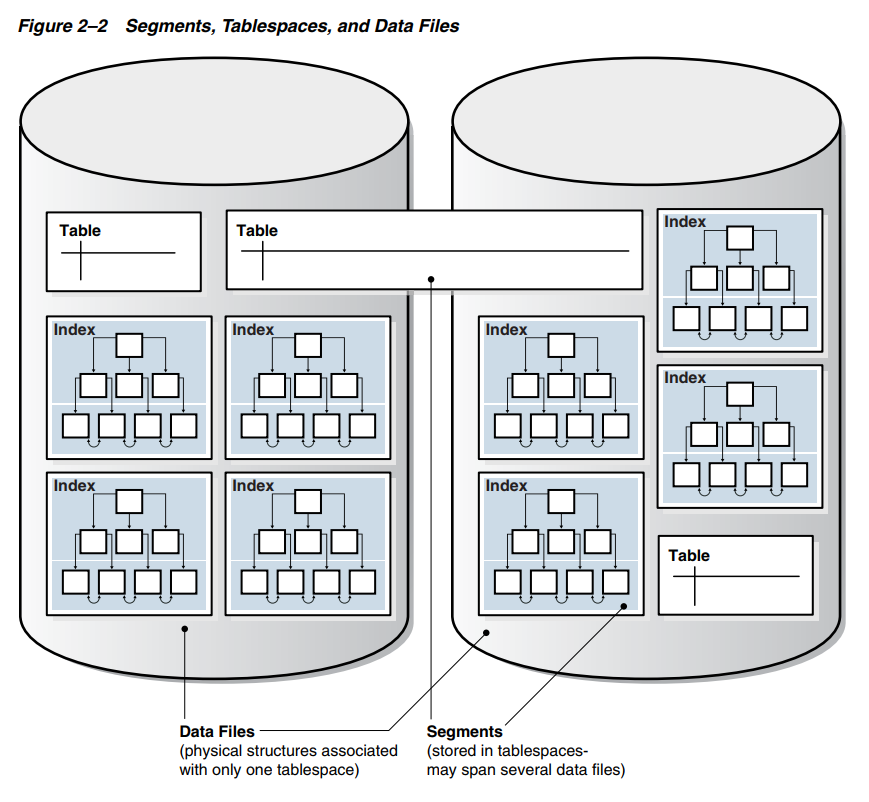 Figure 2–2 Segments, Tablespaces, and Data Files
Table
Table
Index
Index
Index
Index
Index
Index
Index
Index
Table
Data Files
(physical structures associated
with only one tablespace)
Segments
(stored in tablespaces-
may span several data files)